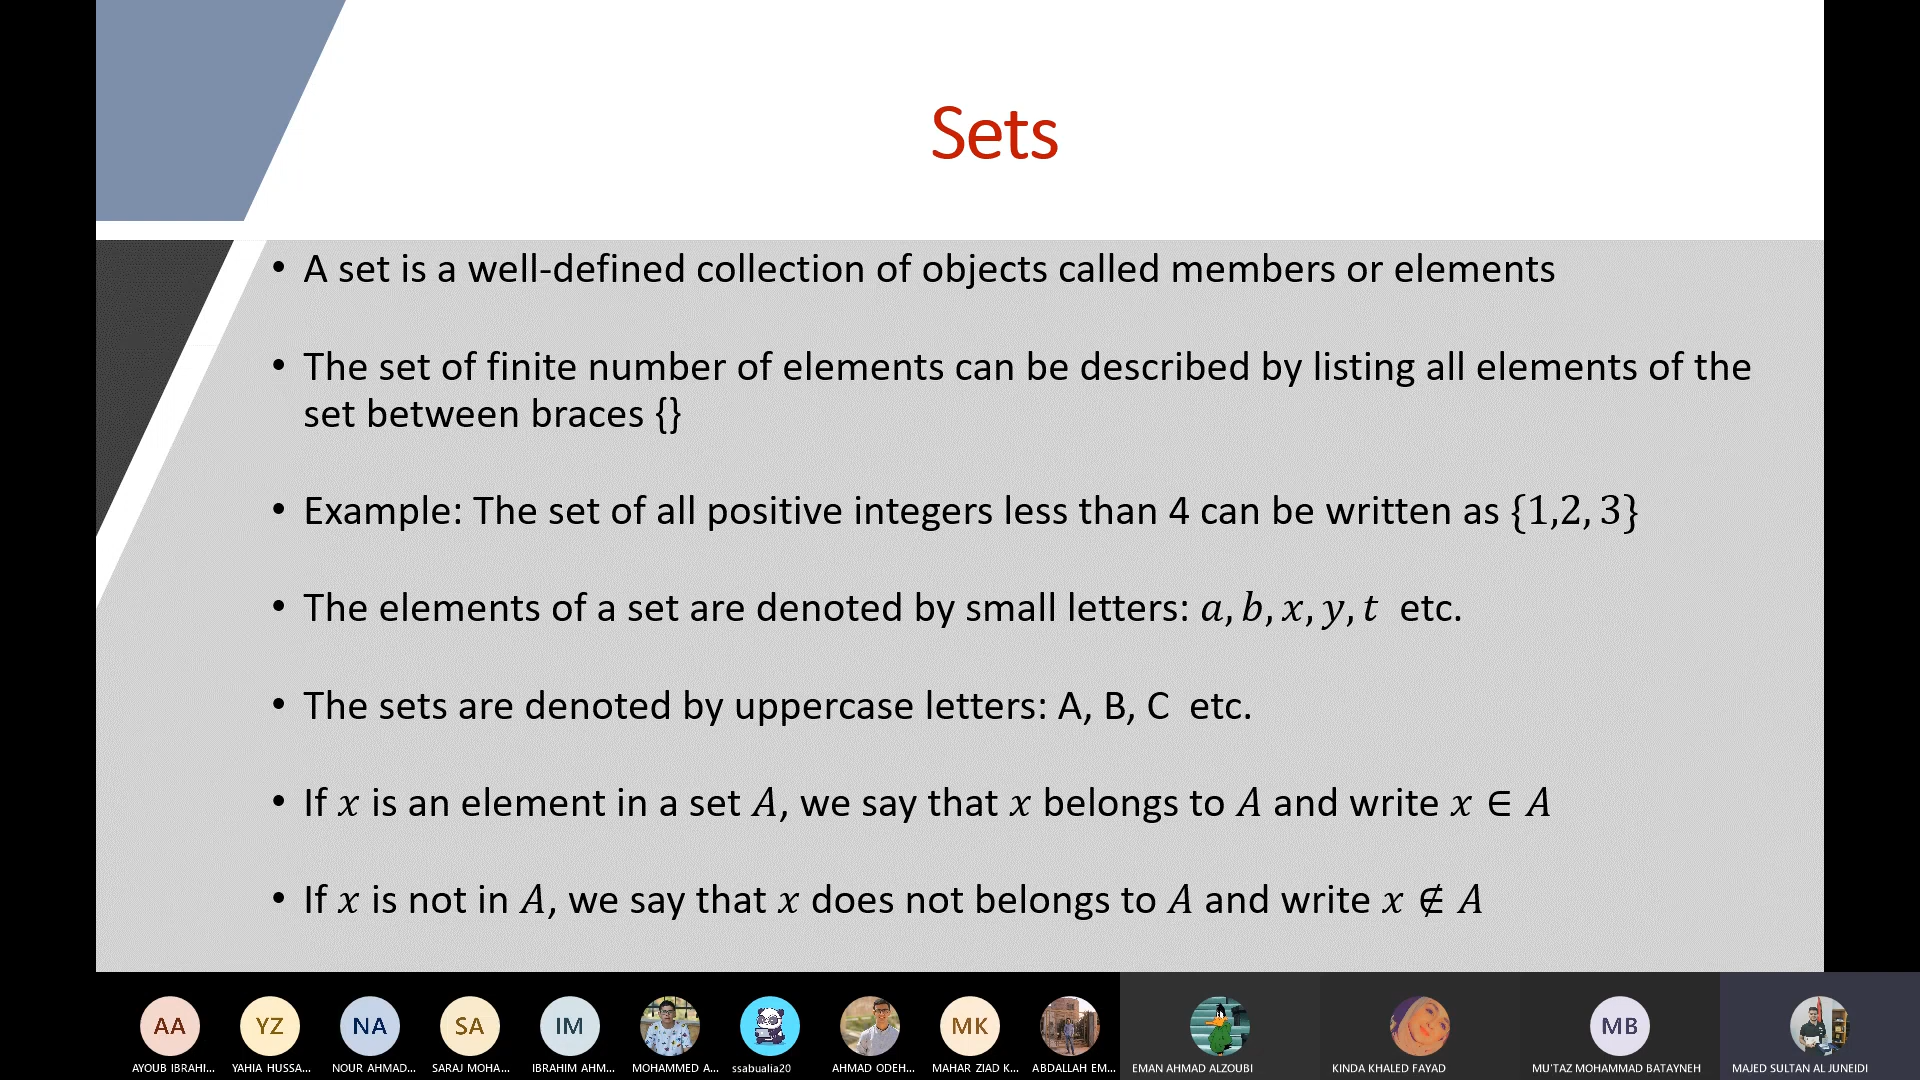 Sets
• A set is a well-defined collection of objects called members or elements
• The set of finite number of elements can be described by listing all elements of the
set between braces {}
• Example: The set of all positive integers less than 4 can be written as {1,2, 3}
• The elements of a set are denoted by small letters: a, b, x, y, t etc.
• The sets are denoted by uppercase letters: A, B, C etc.
• If x is an element in a set A, we say that x belongs to A and write x ∈ A
• If x is not in A, we say that x does not belongs to A and write x ∉ A
AA YZ NA SA IM MK MB
AYOUB IBRAHI... YAHIA HUSSA... NOUR AHMAD... SARAJ MOHA... IBRAHIM AHM... MOHAMMED A... ssabualia20 AHMAD ODEH... MAHAR ZIAD K... ABDALLAH EM... EMAN AHMAD ALZOUBI KINDA KHALED FAYAD MU'TAZ MOHAMMAD BATAYNEH MAJED SULTAN AL JUNEIDI